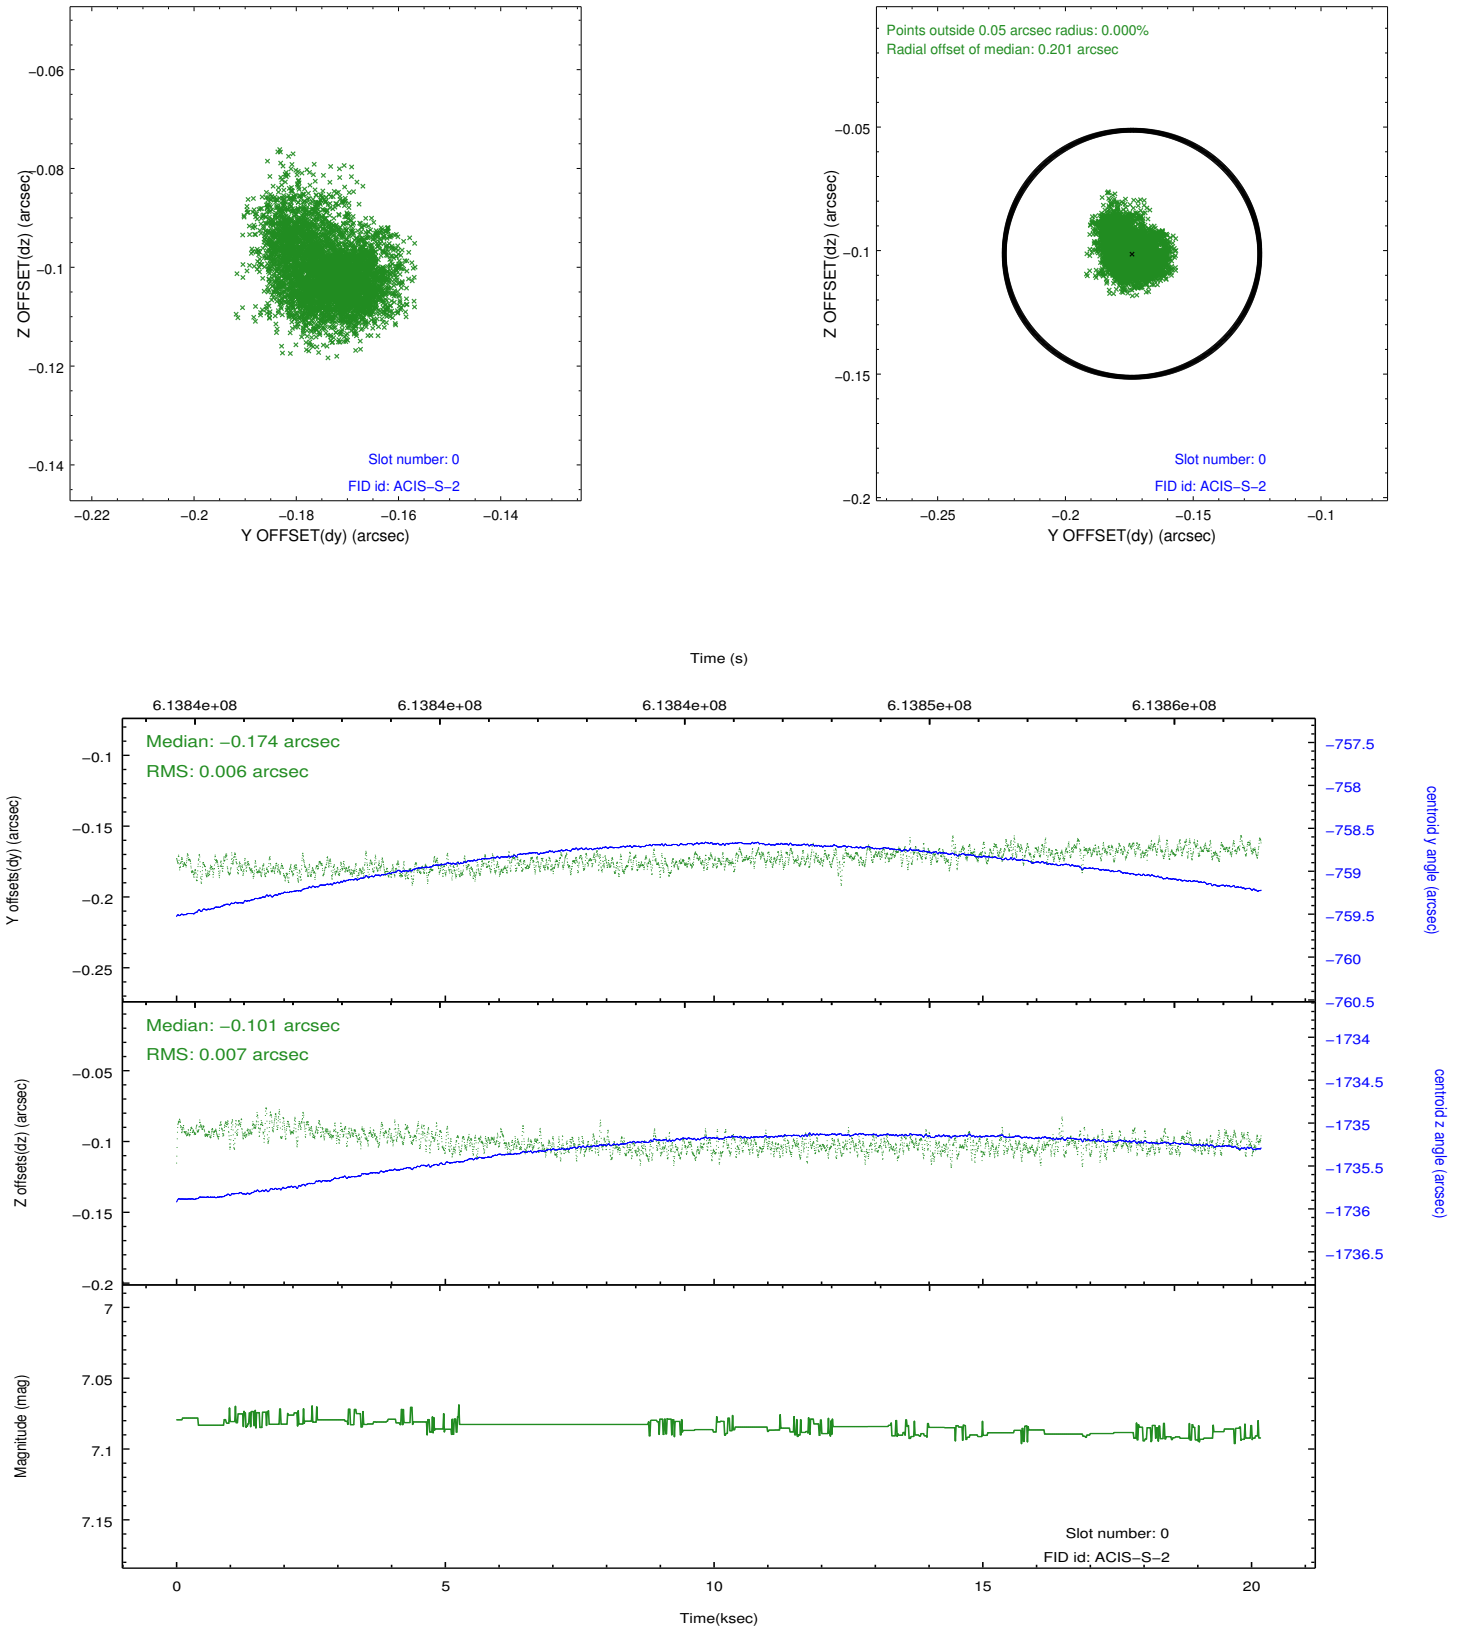 −0.06
−0.08
−0.1
−0.12
−0.14
Z OFFSET(dz) (arcsec)
−0.22
−0.2
−0.18
−0.16
−0.14
Y OFFSET(dy) (arcsec)
Slot number: 0
FID id: ACIS−S−2
Points outside 0.05 arcsec radius: 0.000%
Radial offset of median: 0.201 arcsec
−0.05
−0.1
−0.15
−0.2
Z OFFSET(dz) (arcsec)
Slot number: 0
FID id: ACIS−S−2
−0.25
−0.2
−0.15
−0.1
Y OFFSET(dy) (arcsec)
Time (s)
6.1384e+08
6.1384e+08
6.1384e+08
6.1385e+08
6.1386e+08
Median: −0.174 arcsec
RMS: 0.006 arcsec
−0.1
−0.15
−0.2
−0.25
Y offsets(dy) (arcsec)
−757.5
−758
−758.5
−759
−759.5
−760
−760.5
centroid y angle (arcsec)
Median: −0.101 arcsec
RMS: 0.007 arcsec
−0.05
−0.1
−0.15
−0.2
Z offsets(dz) (arcsec)
−1734
−1734.5
−1735
−1735.5
−1736
−1736.5
centroid z angle (arcsec)
7
7.05
7.1
7.15
Magnitude (mag)
Slot number: 0
FID id: ACIS−S−2
0
5
10
15
20
Time(ksec)